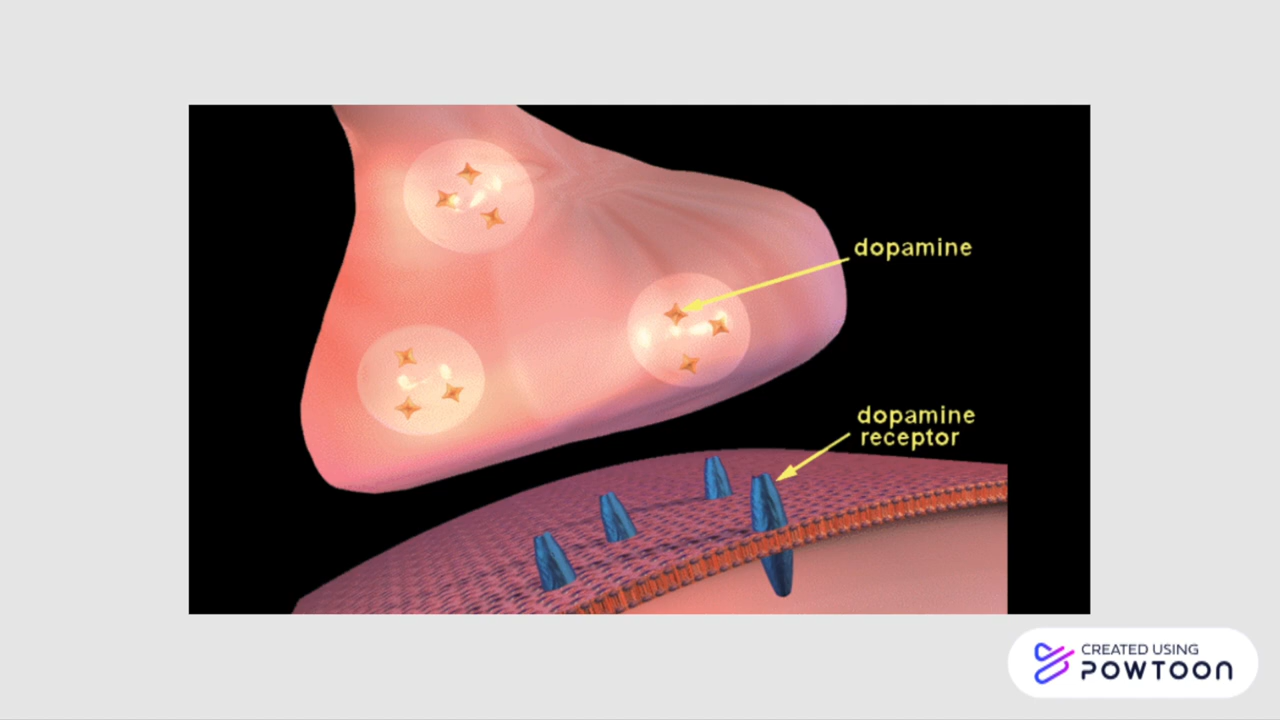 dopamine
dopamine
receptor
CREATED USING
POWTOON